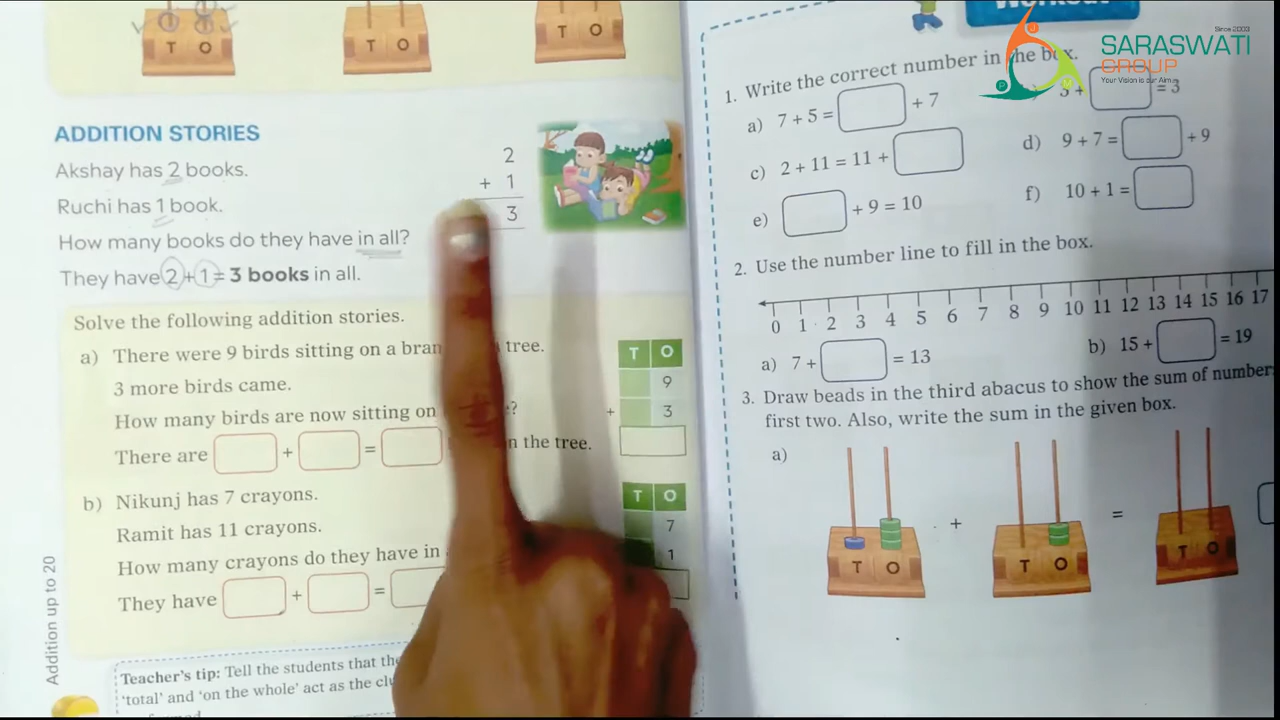 T O
T O
T O
ADDITION STORIES
Akshay has 2 books.
Ruchi has 1 book.
How many books do they have in all?
They have 2 + 1 = 3 books in all.
2
+ 1
3
Solve the following addition stories.
a) There were 9 birds sitting on a tree.
3 more birds came.
How many birds are now sitting on ?
There are + = the tree.
T O
9
+ 3
b) Nikunj has 7 crayons.
Ramit has 11 crayons.
How many crayons do they have in
They have + =
T O
7
1
Addition up to 20
Teacher's tip: Tell the students that
'total' and 'on the whole' act as the
Since 2003
SARASWATI
GROUP
Your Vision is our Aim
P M
1. Write the correct number in the box.
a) 7 + 5 = + 7
+ = 3
c) 2 + 11 = 11 +
d) 9 + 7 = + 9
e) + 9 = 10
f) 10 + 1 =
2. Use the number line to fill in the box.
0 1 2 3 4 5 6 7 8 9 10 11 12 13 14 15 16 17
a) 7 + = 13
b) 15 + = 19
3. Draw beads in the third abacus to show the sum of number
first two. Also, write the sum in the given box.
a)
+ =
T O
T O
T O